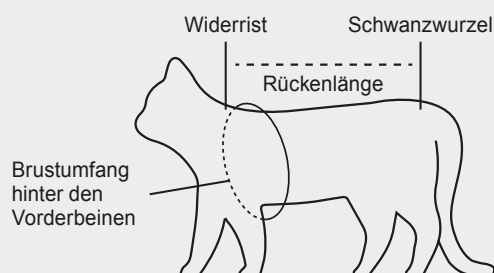 Widerrist
Schwanzwurzel
Rückenlänge
Brustumfang
hinter den
Vorderbeinen